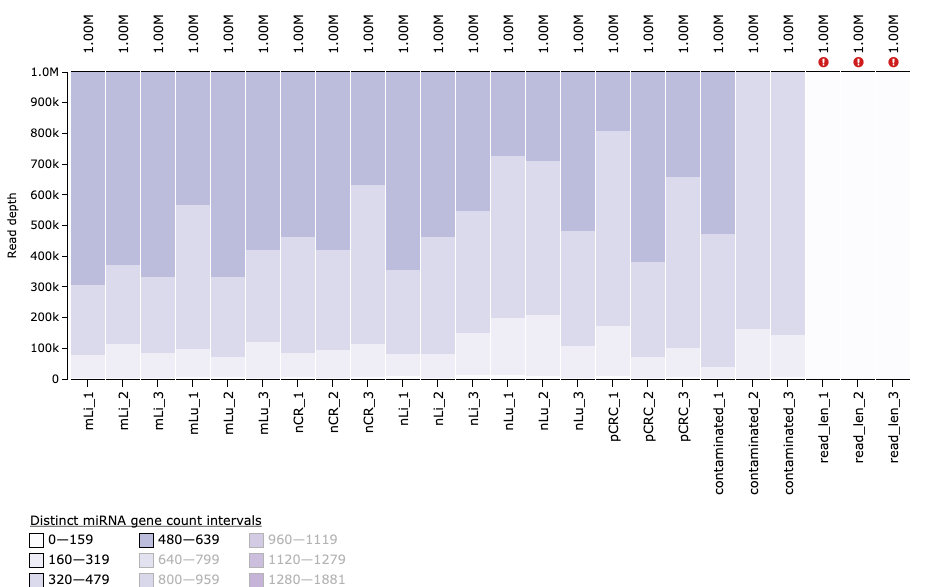 1.00M 1.00M 1.00M 1.00M 1.00M 1.00M 1.00M 1.00M 1.00M 1.00M 1.00M 1.00M 1.00M 1.00M 1.00M 1.00M 1.00M 1.00M 1.00M 1.00M 1.00M 1.00M 1.00M 1.00M
1.0M
900k
800k
700k
600k
500k
400k
300k
200k
100k
0
Read depth
mLi_1 mLi_2 mLi_3 mLu_1 mLu_2 mLu_3 nCR_1 nCR_2 nCR_3 nLi_1 nLi_2 nLi_3 nLu_1 nLu_2 nLu_3 pCRC_1 pCRC_2 pCRC_3 contaminated_1 contaminated_2 contaminated_3 read_len_1 read_len_2 read_len_3
Distinct miRNA gene count intervals
0—159 480—639 960—1119
160—319 640—799 1120—1279
320—479 800—959 1280—1881